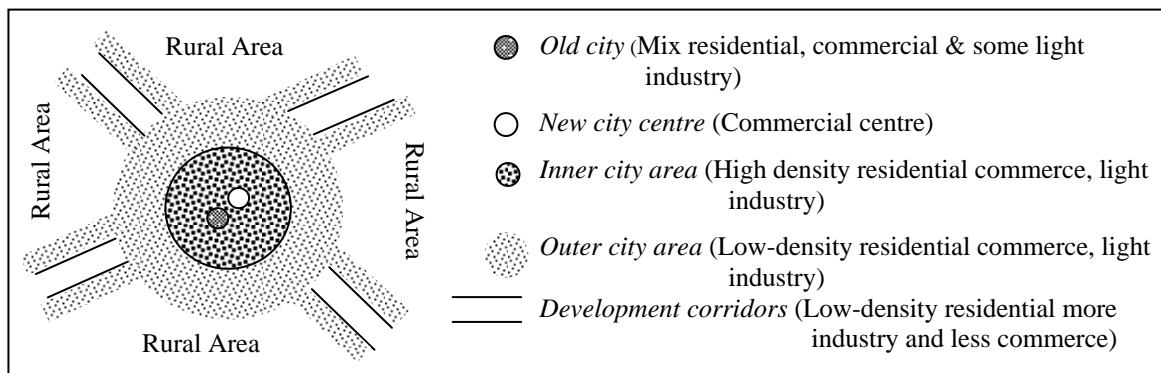 Rural Area
Rural Area
Rural Area
Rural Area
Old city (Mix residential, commercial & some light
industry)
New city centre (Commercial centre)
Inner city area (High density residential commerce, light
industry)
Outer city area (Low-density residential commerce, light
industry)
Development corridors (Low-density residential more
industry and less commerce)